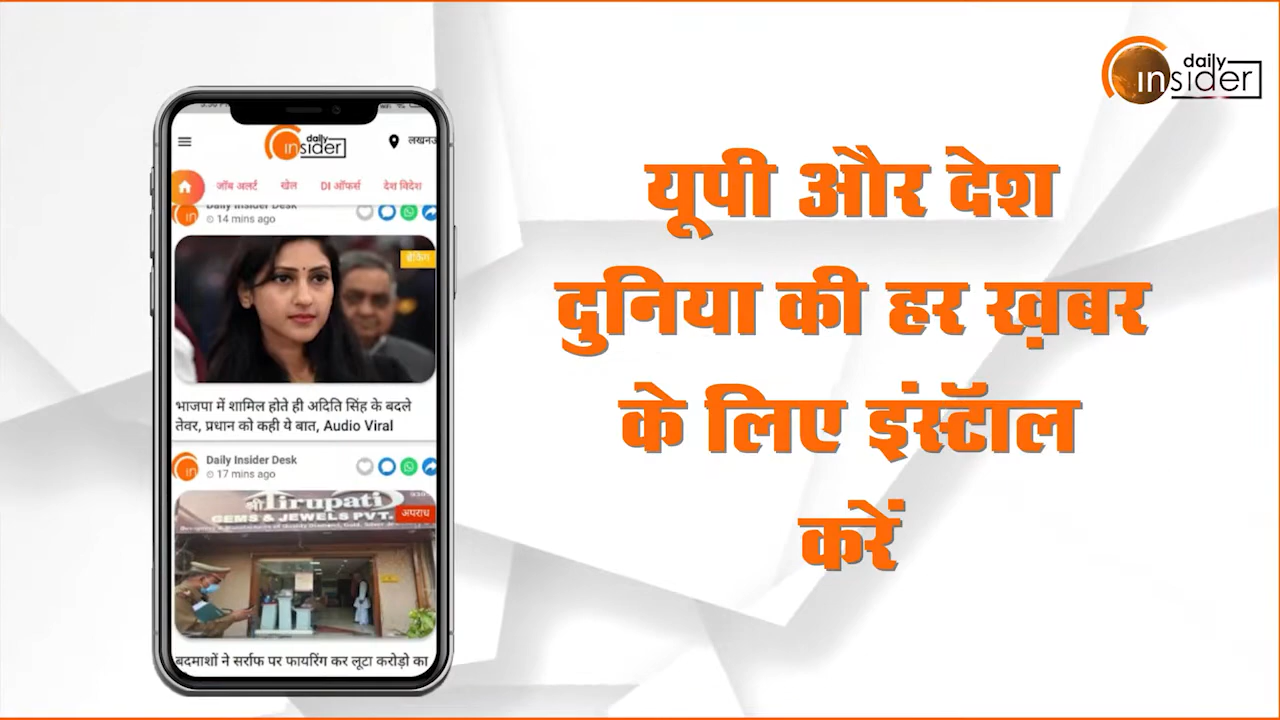 daily
insider
यूपी और देश
दुनिया की हर ख़बर
के लिए इंस्टॉल
करें
daily
insider
लखनऊ
जॉब अलर्ट खेल DI ऑफर्स देश विदेश
Daily Insider Desk
14 mins ago
ब्रेकिंग
भाजपा में शामिल होते ही अदिति सिंह के बदले
तेवर, प्रधान को कही ये बात, Audio Viral
Daily Insider Desk
17 mins ago
श्री Tirupati
GEMS & JEWELS PVT.
अपराध
बदमाशों ने सर्राफ पर फायरिंग कर लूटा करोड़ो का